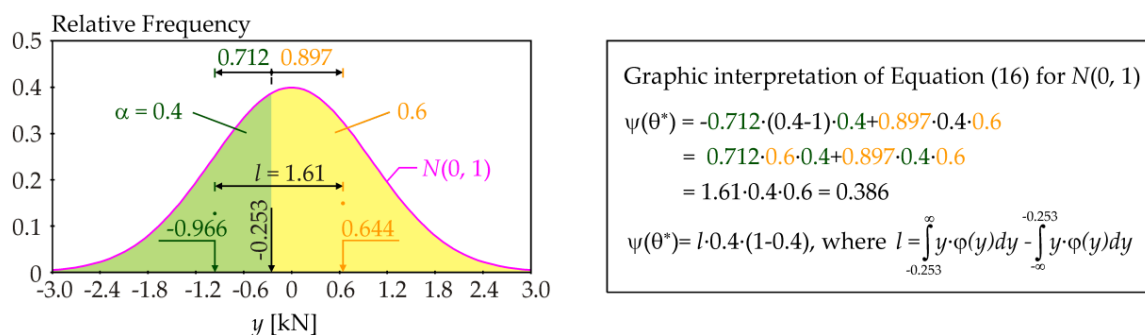 Relative Frequency
0.5
0.4
0.3
0.2
0.1
0
0.712 0.897
α = 0.4
0.6
l = 1.61
N(0, 1)
-0.966
-0.253
0.644
-3.0 -2.4 -1.8 -1.2 -0.6 0 0.6 1.2 1.8 2.4 3.0
y [kN]
Graphic interpretation of Equation (16) for N(0, 1)
ψ(θ*) = -0.712·(0.4-1)·0.4+0.897·0.4·0.6
= 0.712·0.6·0.4+0.897·0.4·0.6
= 1.61·0.4·0.6 = 0.386
ψ(θ*)= l·0.4·(1-0.4), where l = ∫_{-0.253}^{∞} y·φ(y)dy - ∫_{-∞}^{-0.253} y·φ(y)dy